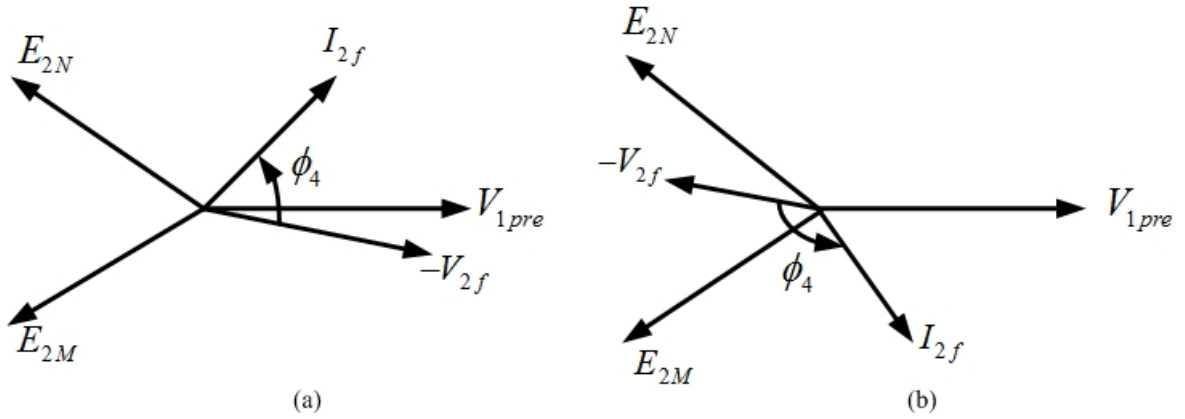 E2N
I2f
ϕ4
V1pre
–V2f
E2M
(a)
E2N
–V2f
V1pre
ϕ4
I2f
E2M
(b)